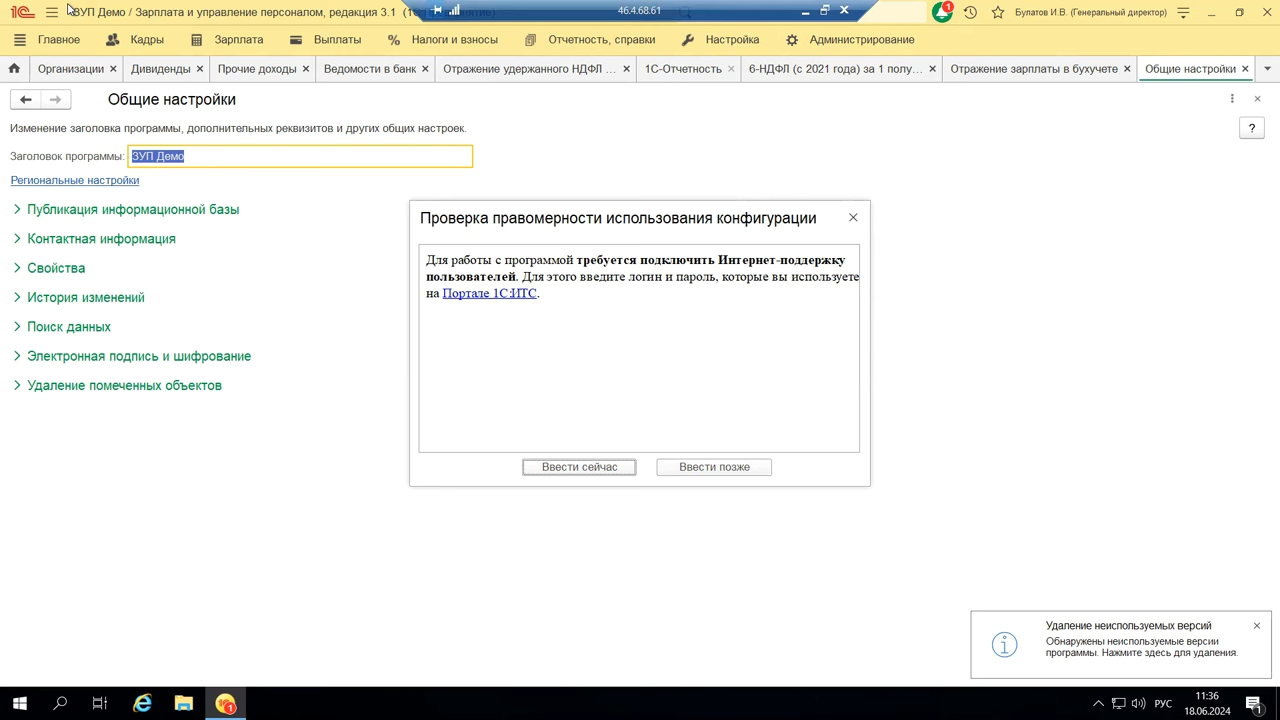 ЗУП Демо / Зарплата и управление персоналом, редакция 3.1 (1С
46.4.68.61
1
Булатов И.В. (Генеральный директор)
Главное
Кадры
Зарплата
Выплаты
Налоги и взносы
Отчетность, справки
Настройка
Администрирование
Организации
Дивиденды
Прочие доходы
Ведомости в банк
Отражение удержанного НДФЛ ...
1С-Отчетность
6-НДФЛ (с 2021 года) за 1 полу...
Отражение зарплаты в бухучете
Общие настройки
Общие настройки
Изменение заголовка программы, дополнительных реквизитов и других общих настроек.
?
Заголовок программы:
ЗУП Демо
Региональные настройки
Публикация информационной базы
Контактная информация
Свойства
История изменений
Поиск данных
Электронная подпись и шифрование
Удаление помеченных объектов
Проверка правомерности использования конфигурации
Для работы с программой требуется подключить Интернет-поддержку
пользователей. Для этого введите логин и пароль, которые вы используете
на Портале 1С:ИТС.
Ввести сейчас
Ввести позже
Удаление неиспользуемых версий
Обнаружены неиспользуемые версии
программы. Нажмите здесь для удаления.
1
РУС
11:36
18.06.2024
1